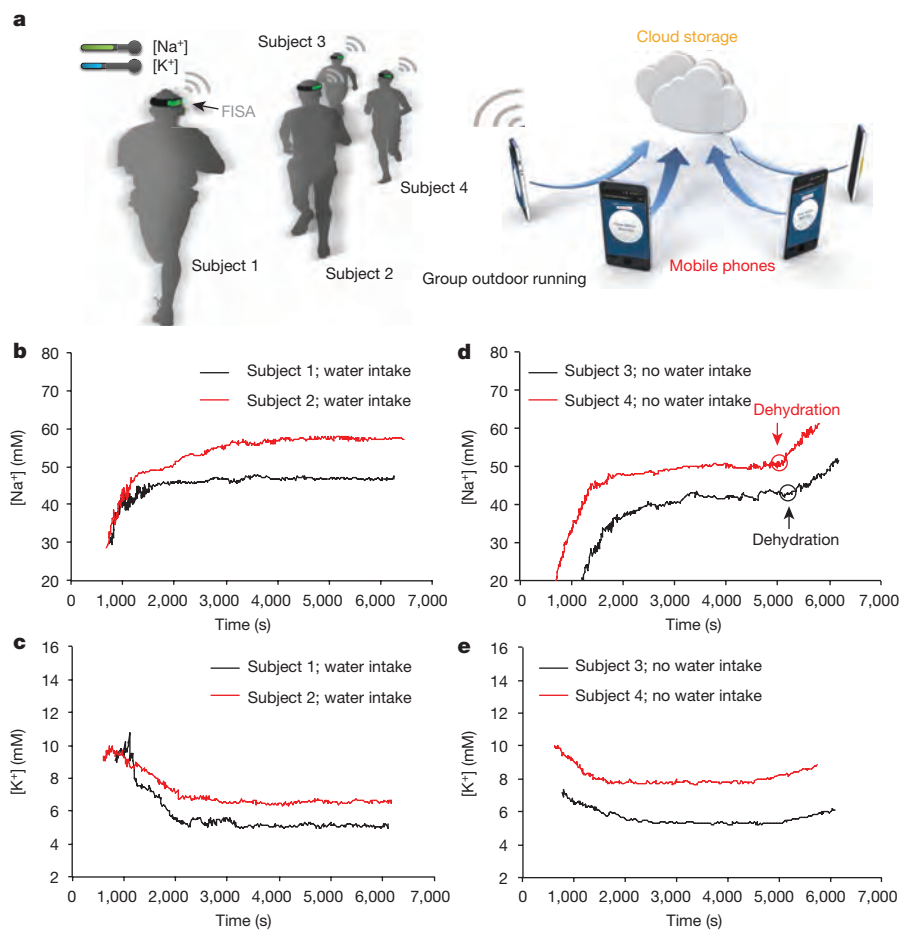 a
[Na⁺]
[K⁺]
FISA
Subject 1
Subject 3
Subject 2
Subject 4
Group outdoor running
Cloud storage
Mobile phones
b
[Na⁺] (mM)
80
70
60
50
40
30
20
Subject 1; water intake
Subject 2; water intake
0 1,000 2,000 3,000 4,000 5,000 6,000 7,000
Time (s)
d
[Na⁺] (mM)
80
70
60
50
40
30
20
Subject 3; no water intake
Subject 4; no water intake
Dehydration
Dehydration
0 1,000 2,000 3,000 4,000 5,000 6,000 7,000
Time (s)
c
[K⁺] (mM)
16
14
12
10
8
6
4
2
Subject 1; water intake
Subject 2; water intake
0 1,000 2,000 3,000 4,000 5,000 6,000 7,000
Time (s)
e
[K⁺] (mM)
16
14
12
10
8
6
4
2
Subject 3; no water intake
Subject 4; no water intake
0 1,000 2,000 3,000 4,000 5,000 6,000 7,000
Time (s)